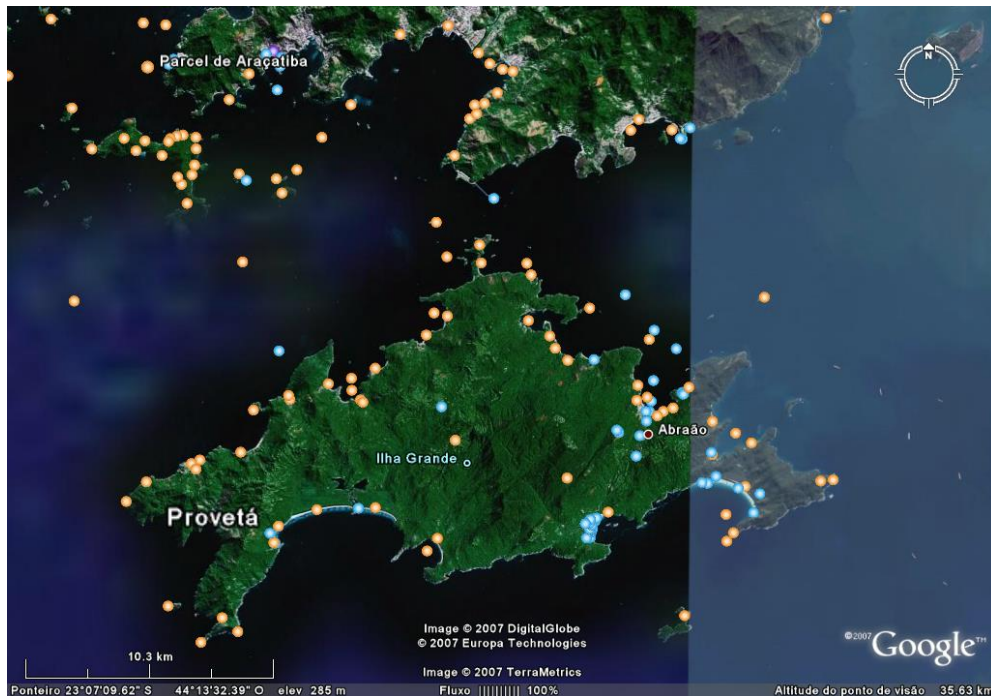 Parcel de Araçatiba
N
Abraão
Ilha Grande
Provetá
Image © 2007 DigitalGlobe
© 2007 Europa Technologies
Image © 2007 TerraMetrics
©2007 Google™
10.3 km
Ponteiro 23°07'09.62" S 44°13'32.39" O elev 285 m Fluxo |||||||||| 100% Altitude do ponto de visão 35.63 km